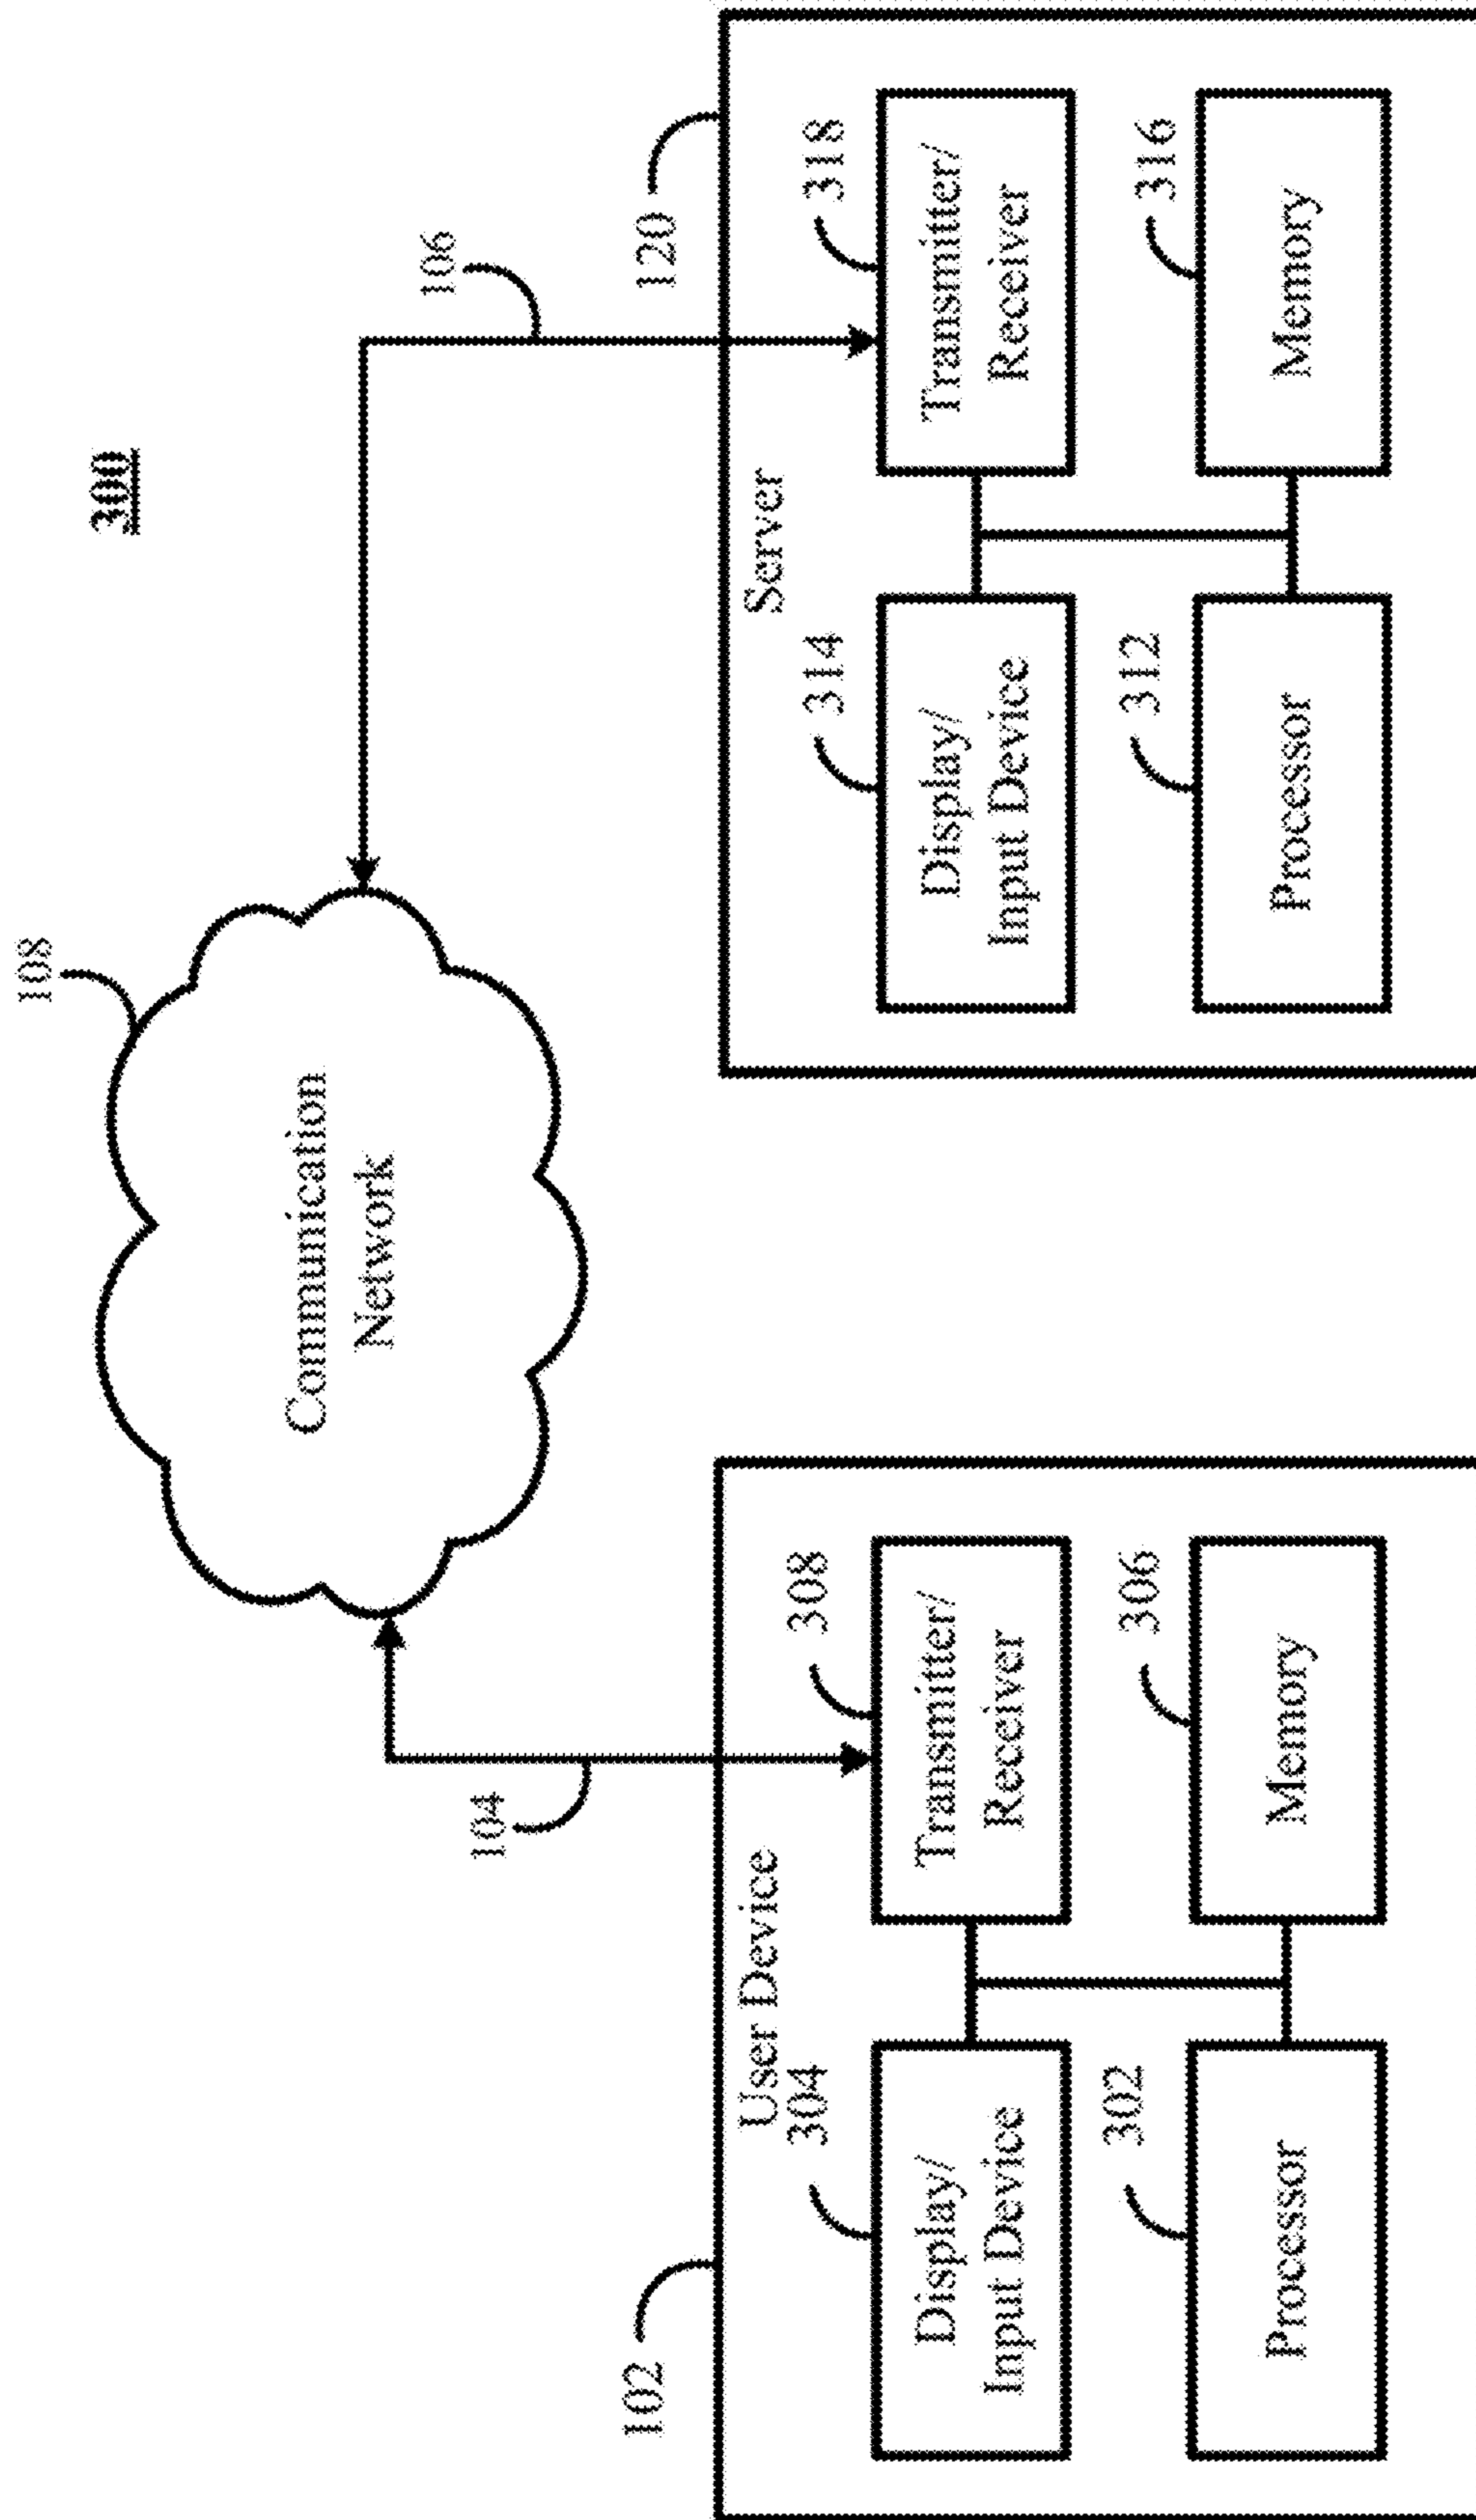 300
108
Communication
Network
104
106
102
120
User Device
304
308
Display/
Input Device
Transmitter/
Receiver
302
306
Processor
Memory
Server
314
318
Display/
Input Device
Transmitter/
Receiver
312
316
Processor
Memory